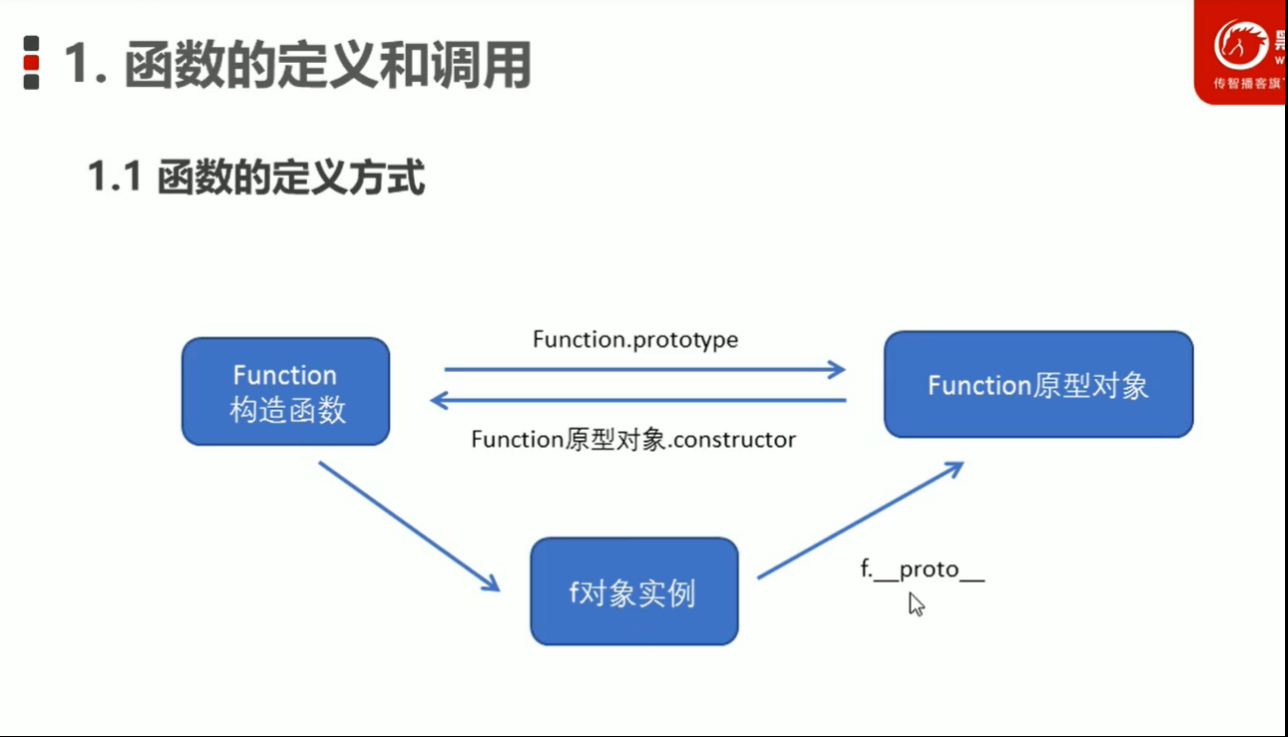 1. 函数的定义和调用
传智播客旗
1.1 函数的定义方式
Function.prototype
Function
构造函数
Function原型对象
Function原型对象.constructor
f对象实例
f.__proto__